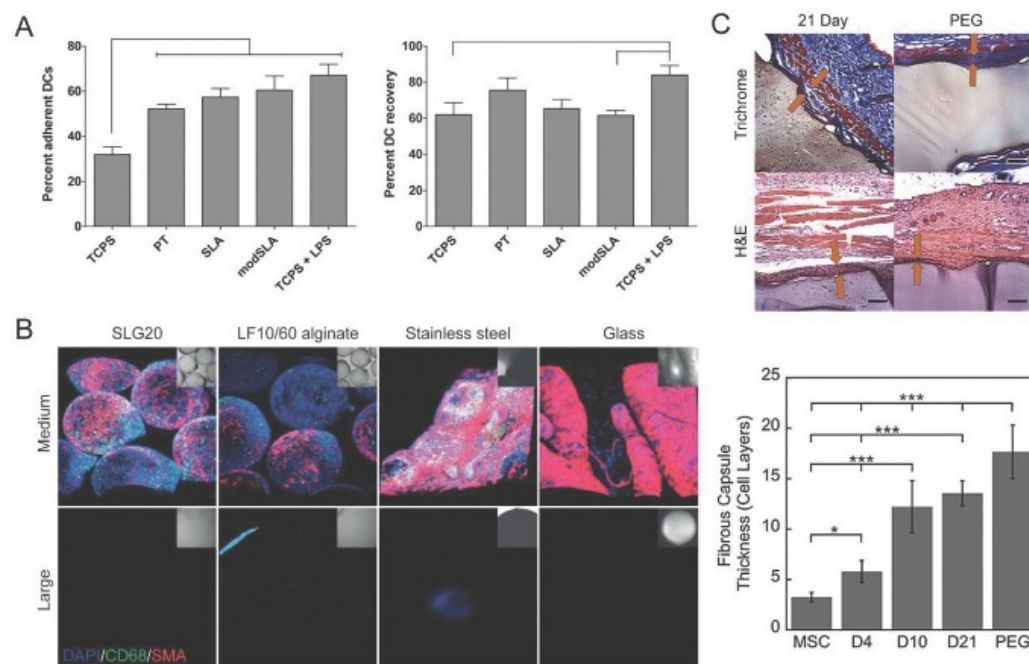 A
Percent adherent DCs
80
60
40
20
0
TCPS
PT
SLA
modSLA
TCPS + LPS
Percent DC recovery
100
80
60
40
20
0
TCPS
PT
SLA
modSLA
TCPS + LPS
B
SLG20
LF10/60 alginate
Stainless steel
Glass
Medium
Large
DAPI/CD68/SMA
C
21 Day
PEG
Trichrome
H&E
Fibrous Capsule
Thickness (Cell Layers)
25
20
15
10
5
0
***
***
***
*
MSC
D4
D10
D21
PEG